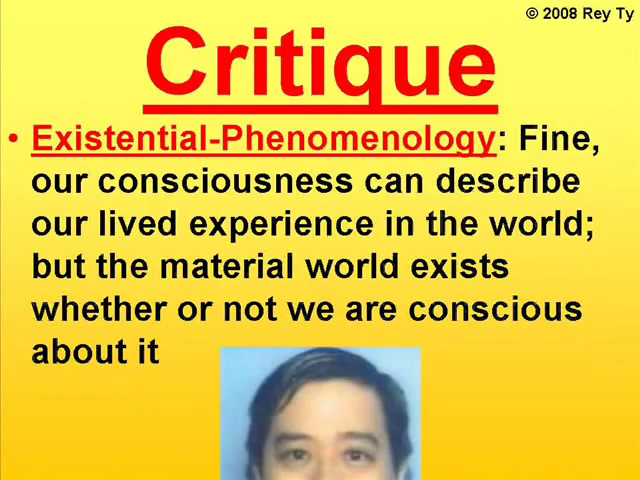 © 2008 Rey Ty
Critique
• Existential-Phenomenology: Fine,
our consciousness can describe
our lived experience in the world;
but the material world exists
whether or not we are conscious
about it